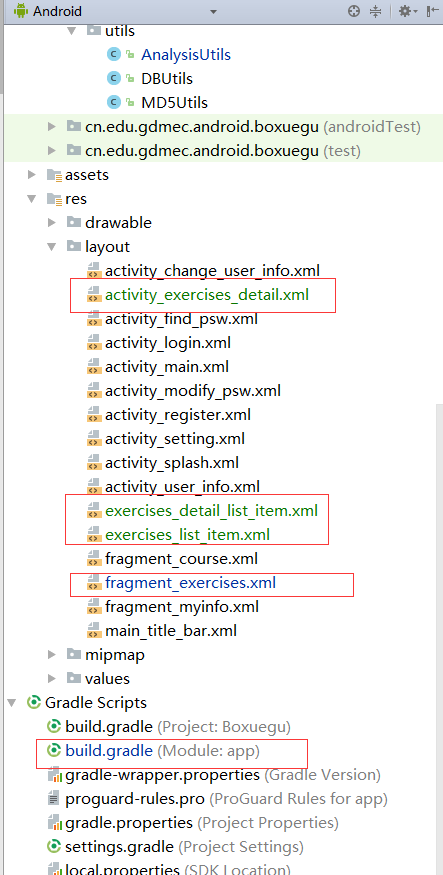 Android
utils
AnalysisUtils
DBUtils
MD5Utils
cn.edu.gdmec.android.boxuegu (androidTest)
cn.edu.gdmec.android.boxuegu (test)
assets
res
drawable
layout
activity_change_user_info.xml
activity_exercises_detail.xml
activity_find_psw.xml
activity_login.xml
activity_main.xml
activity_modify_psw.xml
activity_register.xml
activity_setting.xml
activity_splash.xml
activity_user_info.xml
exercises_detail_list_item.xml
exercises_list_item.xml
fragment_course.xml
fragment_exercises.xml
fragment_myinfo.xml
main_title_bar.xml
mipmap
values
Gradle Scripts
build.gradle (Project: Boxuegu)
build.gradle (Module: app)
gradle-wrapper.properties (Gradle Version)
proguard-rules.pro (ProGuard Rules for app)
gradle.properties (Project Properties)
settings.gradle (Project Settings)
local.properties (SDK Location)